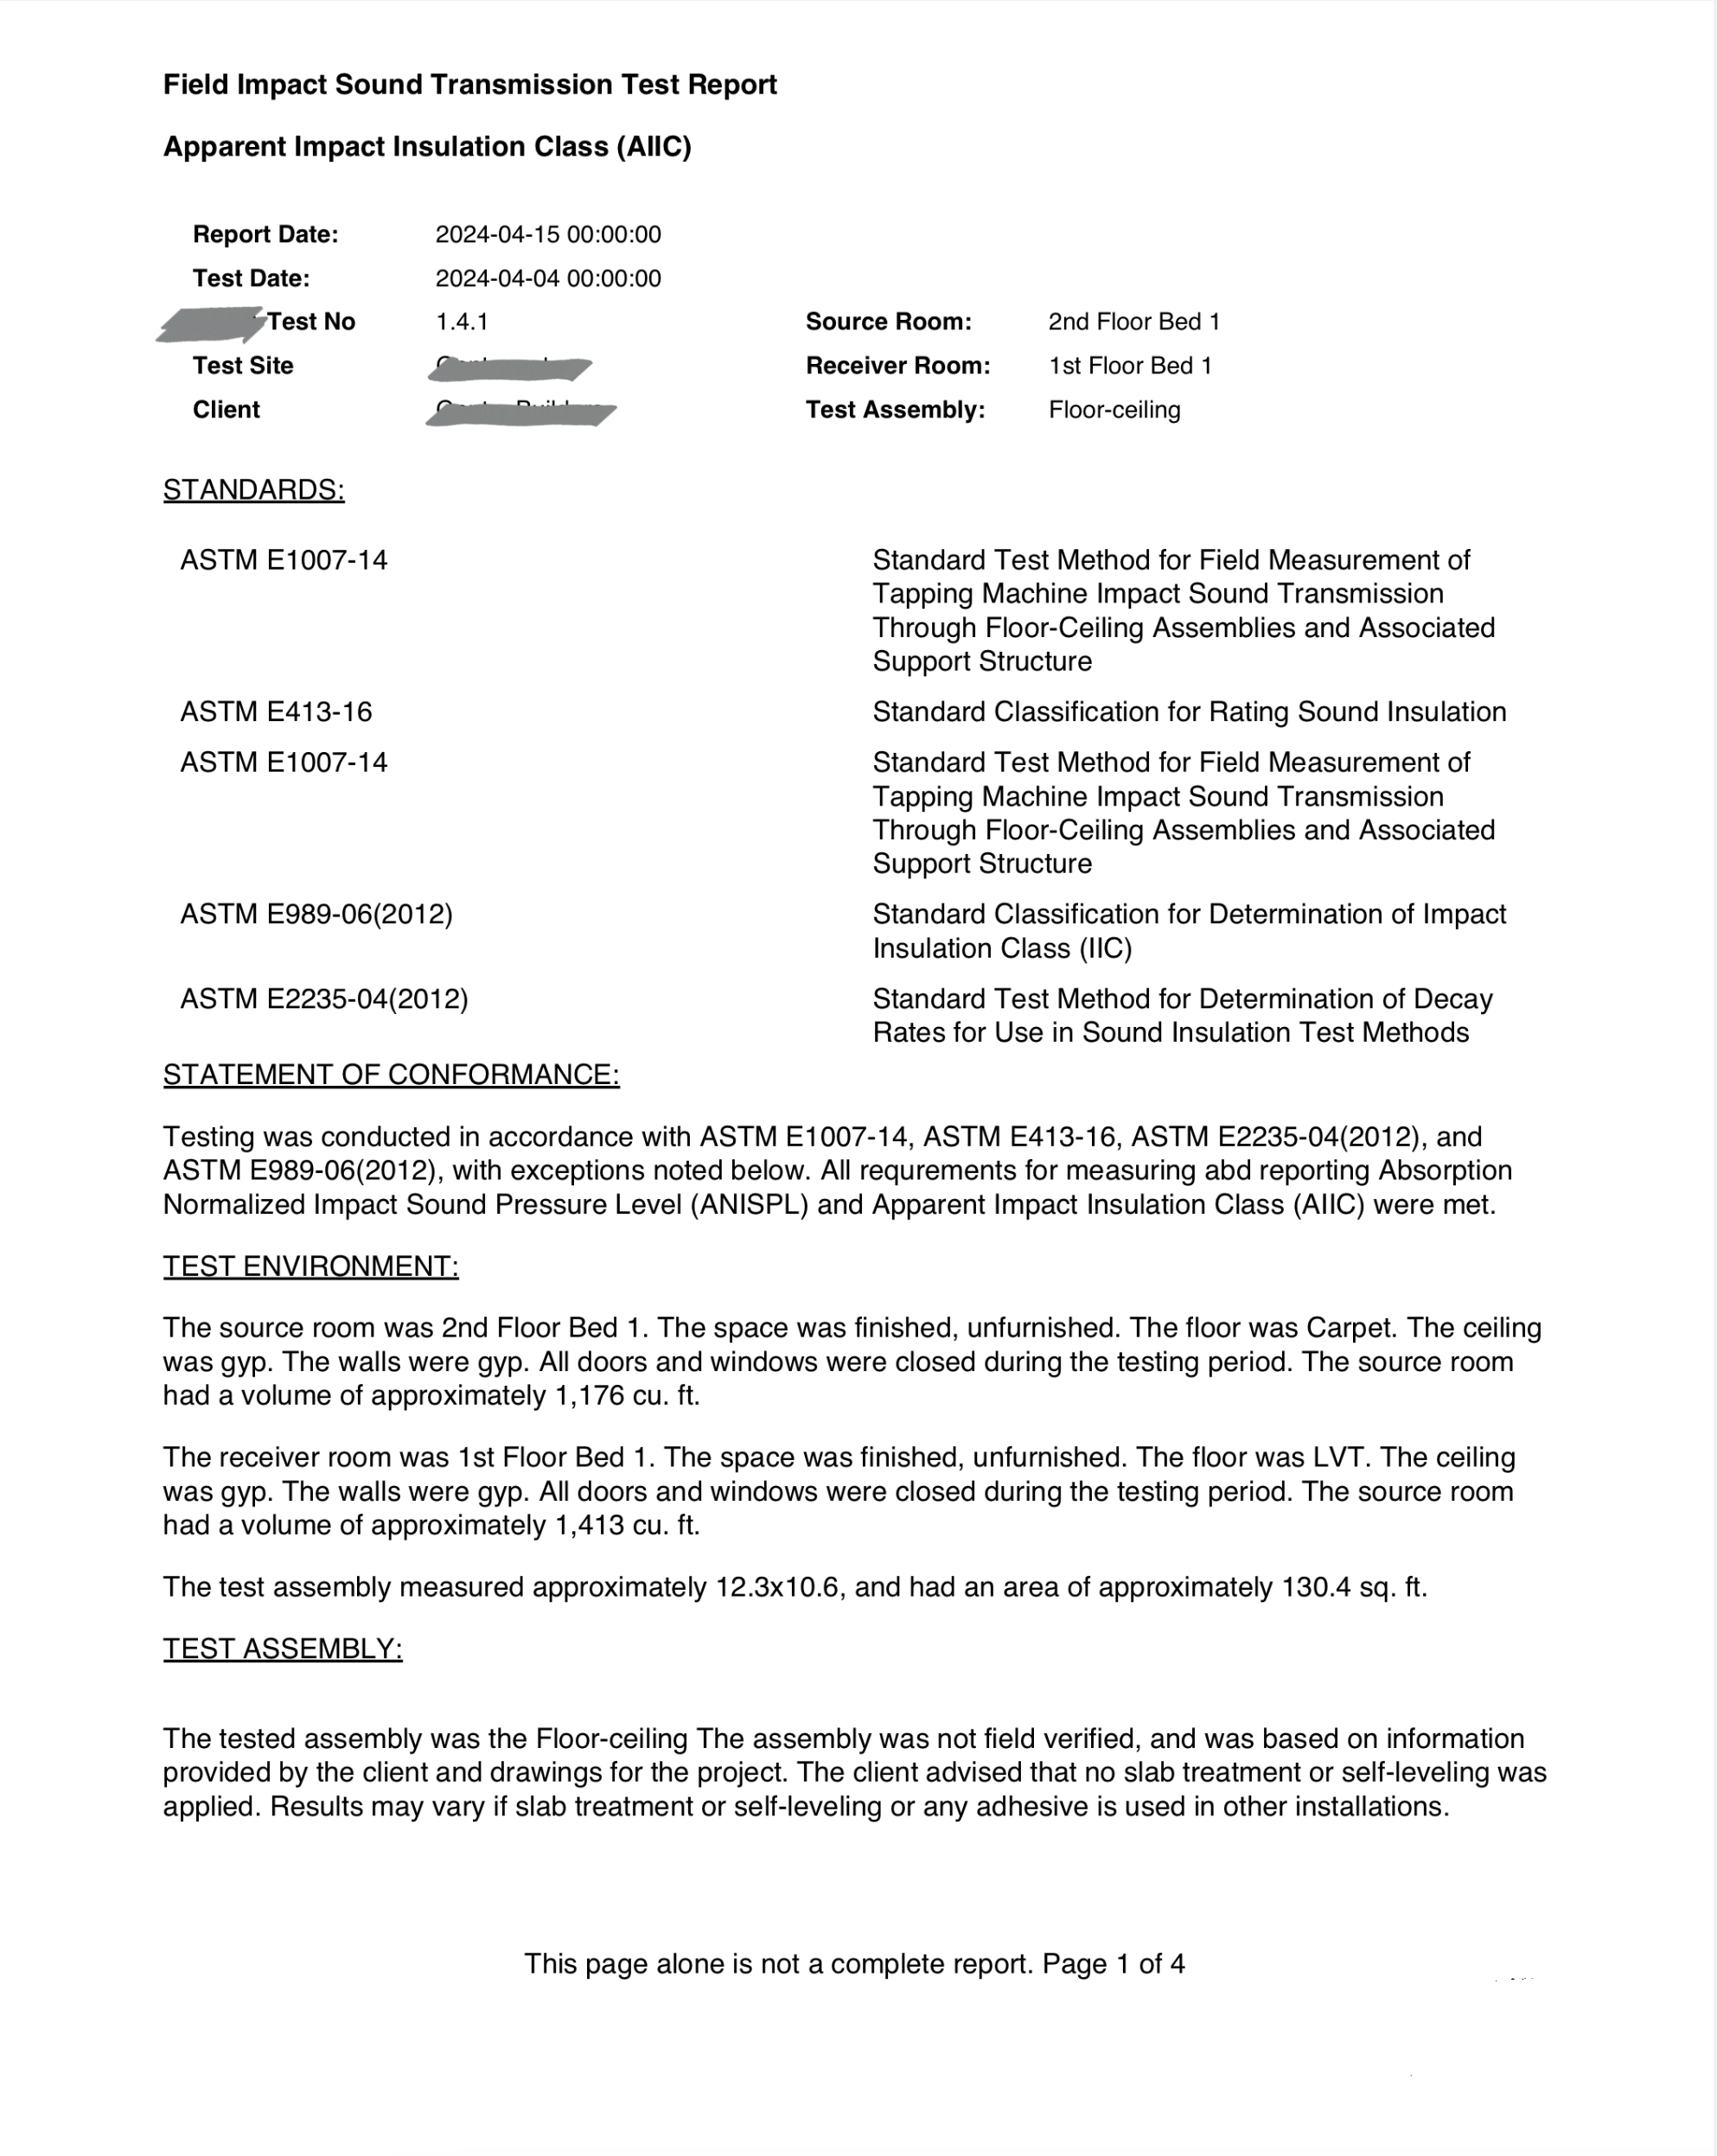 Field Impact Sound Transmission Test Report
Apparent Impact Insulation Class (AIIC)
Report Date: 2024-04-15 00:00:00
Test Date: 2024-04-04 00:00:00
Test No 1.4.1 Source Room: 2nd Floor Bed 1
Test Site Receiver Room: 1st Floor Bed 1
Client Test Assembly: Floor-ceiling
STANDARDS:
ASTM E1007-14 Standard Test Method for Field Measurement of
Tapping Machine Impact Sound Transmission
Through Floor-Ceiling Assemblies and Associated
Support Structure
ASTM E413-16 Standard Classification for Rating Sound Insulation
ASTM E1007-14 Standard Test Method for Field Measurement of
Tapping Machine Impact Sound Transmission
Through Floor-Ceiling Assemblies and Associated
Support Structure
ASTM E989-06(2012) Standard Classification for Determination of Impact
Insulation Class (IIC)
ASTM E2235-04(2012) Standard Test Method for Determination of Decay
Rates for Use in Sound Insulation Test Methods
STATEMENT OF CONFORMANCE:
Testing was conducted in accordance with ASTM E1007-14, ASTM E413-16, ASTM E2235-04(2012), and
ASTM E989-06(2012), with exceptions noted below. All requrements for measuring abd reporting Absorption
Normalized Impact Sound Pressure Level (ANISPL) and Apparent Impact Insulation Class (AIIC) were met.
TEST ENVIRONMENT:
The source room was 2nd Floor Bed 1. The space was finished, unfurnished. The floor was Carpet. The ceiling
was gyp. The walls were gyp. All doors and windows were closed during the testing period. The source room
had a volume of approximately 1,176 cu. ft.
The receiver room was 1st Floor Bed 1. The space was finished, unfurnished. The floor was LVT. The ceiling
was gyp. The walls were gyp. All doors and windows were closed during the testing period. The source room
had a volume of approximately 1,413 cu. ft.
The test assembly measured approximately 12.3x10.6, and had an area of approximately 130.4 sq. ft.
TEST ASSEMBLY:
The tested assembly was the Floor-ceiling The assembly was not field verified, and was based on information
provided by the client and drawings for the project. The client advised that no slab treatment or self-leveling was
applied. Results may vary if slab treatment or self-leveling or any adhesive is used in other installations.
This page alone is not a complete report. Page 1 of 4